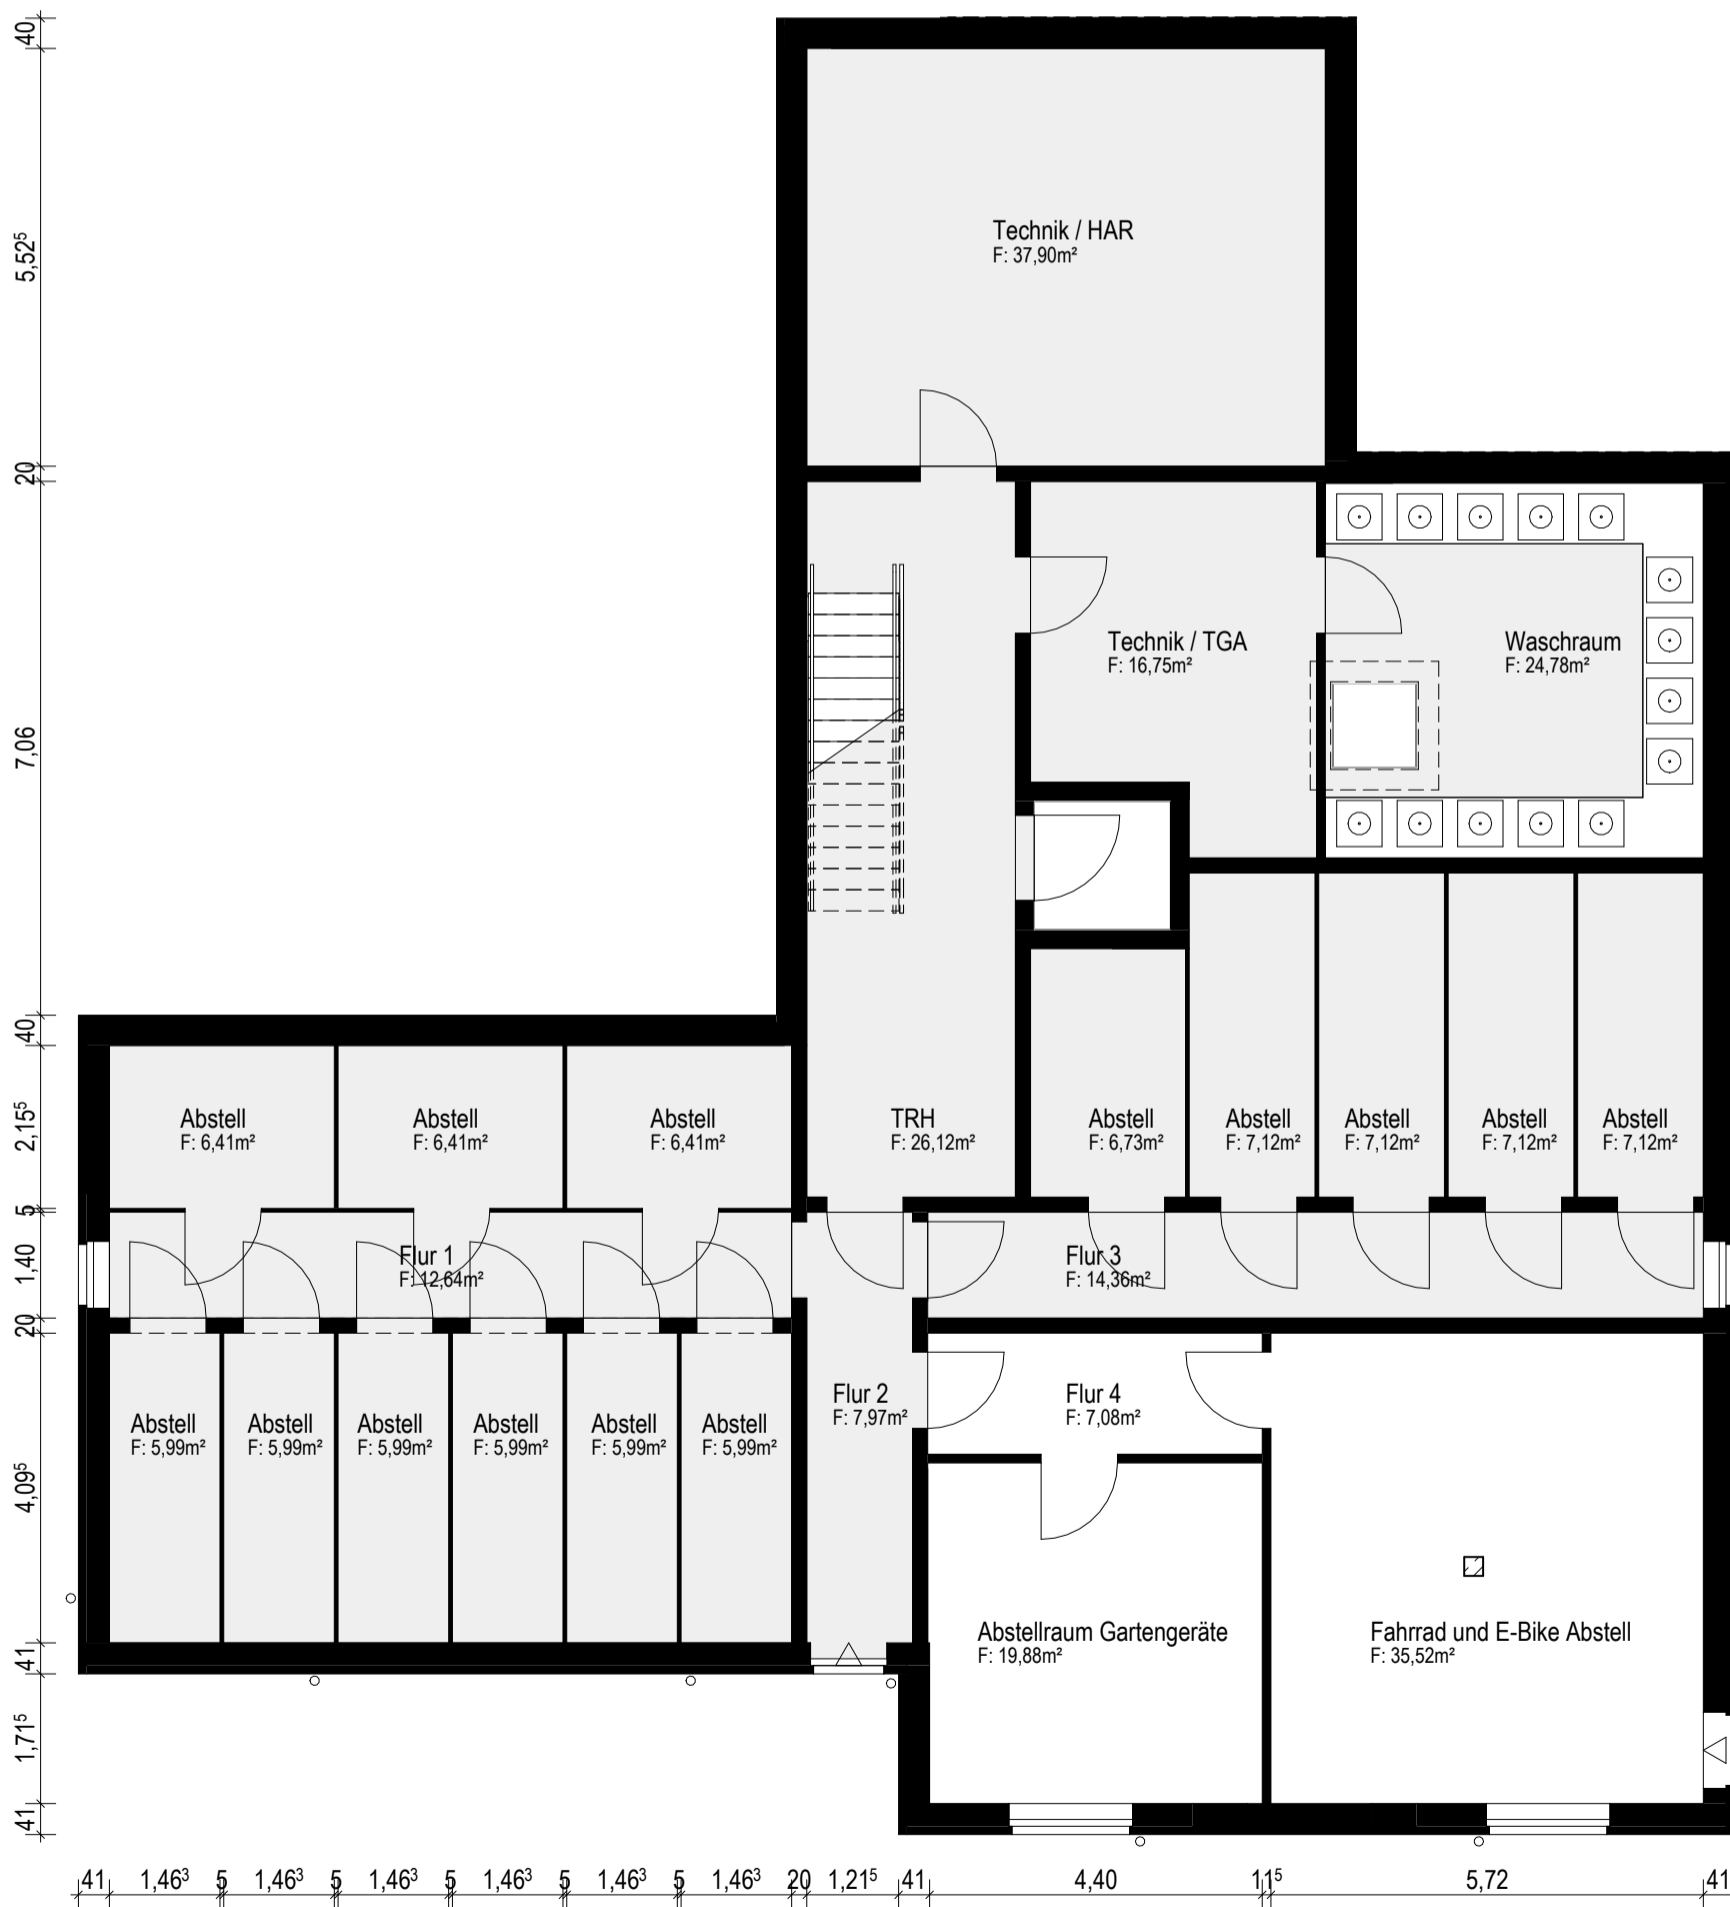 40
5,52⁵
20
7,06
40
2,15⁵
5
1,40
20
4,09⁵
41
1,71⁵
41
Technik / HAR
F: 37,90m²
Technik / TGA
F: 16,75m²
Waschraum
F: 24,78m²
Abstell
F: 6,41m²
Abstell
F: 6,41m²
Abstell
F: 6,41m²
TRH
F: 26,12m²
Abstell
F: 6,73m²
Abstell
F: 7,12m²
Abstell
F: 7,12m²
Abstell
F: 7,12m²
Abstell
F: 7,12m²
Flur 1
F: 12,64m²
Flur 3
F: 14,36m²
Abstell
F: 5,99m²
Abstell
F: 5,99m²
Abstell
F: 5,99m²
Abstell
F: 5,99m²
Abstell
F: 5,99m²
Abstell
F: 5,99m²
Flur 2
F: 7,97m²
Flur 4
F: 7,08m²
Abstellraum Gartengeräte
F: 19,88m²
Fahrrad und E-Bike Abstell
F: 35,52m²
41 1,46³ 5 1,46³ 5 1,46³ 5 1,46³ 5 1,46³ 5 1,46³ 20 1,21⁵ 41 4,40 11⁵ 5,72 41